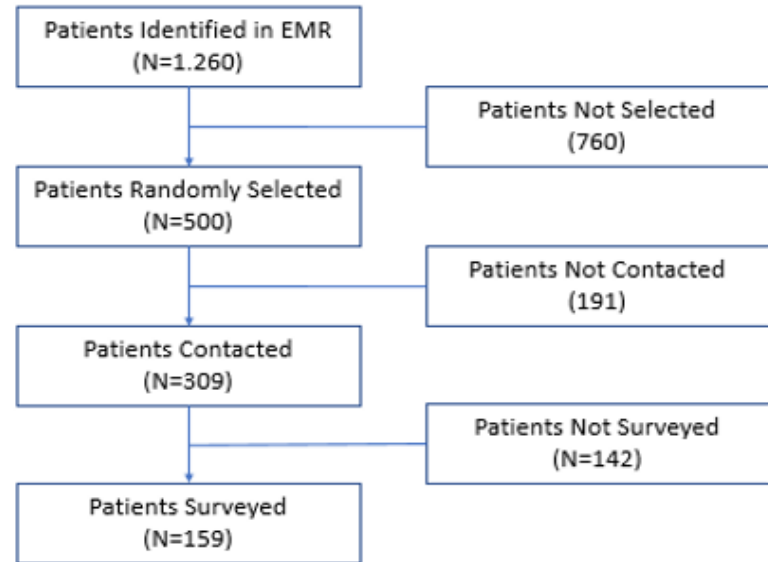 Patients Identified in EMR
(N=1.260)
Patients Not Selected
(760)
Patients Randomly Selected
(N=500)
Patients Not Contacted
(191)
Patients Contacted
(N=309)
Patients Not Surveyed
(N=142)
Patients Surveyed
(N=159)